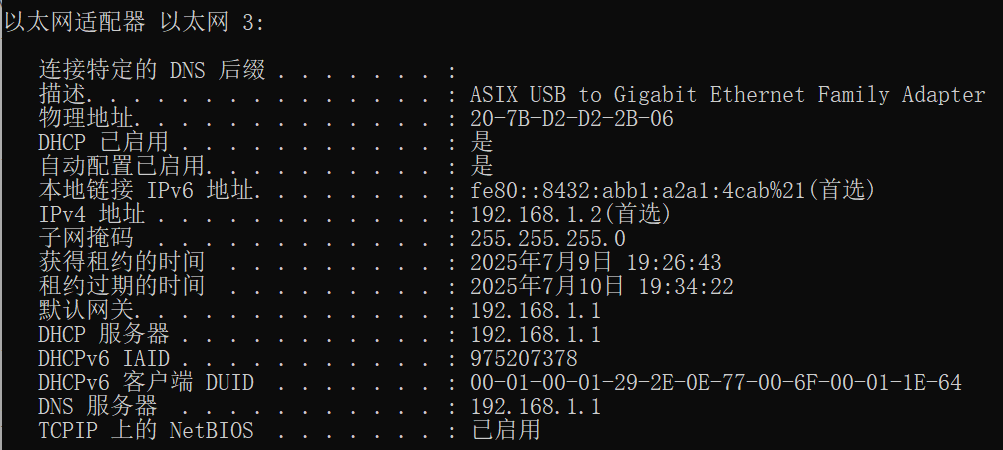 以太网适配器 以太网 3:
连接特定的 DNS 后缀 . . . . . . . :
描述. . . . . . . . . . . . . . . : ASIX USB to Gigabit Ethernet Family Adapter
物理地址. . . . . . . . . . . . . : 20-7B-D2-D2-2B-06
DHCP 已启用 . . . . . . . . . . . : 是
自动配置已启用. . . . . . . . . . : 是
本地链接 IPv6 地址. . . . . . . . : fe80::8432:abb1:a2a1:4cab%21(首选)
IPv4 地址 . . . . . . . . . . . . : 192.168.1.2(首选)
子网掩码  . . . . . . . . . . . . : 255.255.255.0
获得租约的时间  . . . . . . . . . : 2025年7月9日 19:26:43
租约过期的时间  . . . . . . . . . : 2025年7月10日 19:34:22
默认网关. . . . . . . . . . . . . : 192.168.1.1
DHCP 服务器 . . . . . . . . . . . : 192.168.1.1
DHCPv6 IAID . . . . . . . . . . . : 975207378
DHCPv6 客户端 DUID  . . . . . . . : 00-01-00-01-29-2E-0E-77-00-6F-00-01-1E-64
DNS 服务器  . . . . . . . . . . . : 192.168.1.1
TCPIP 上的 NetBIOS  . . . . . . . : 已启用